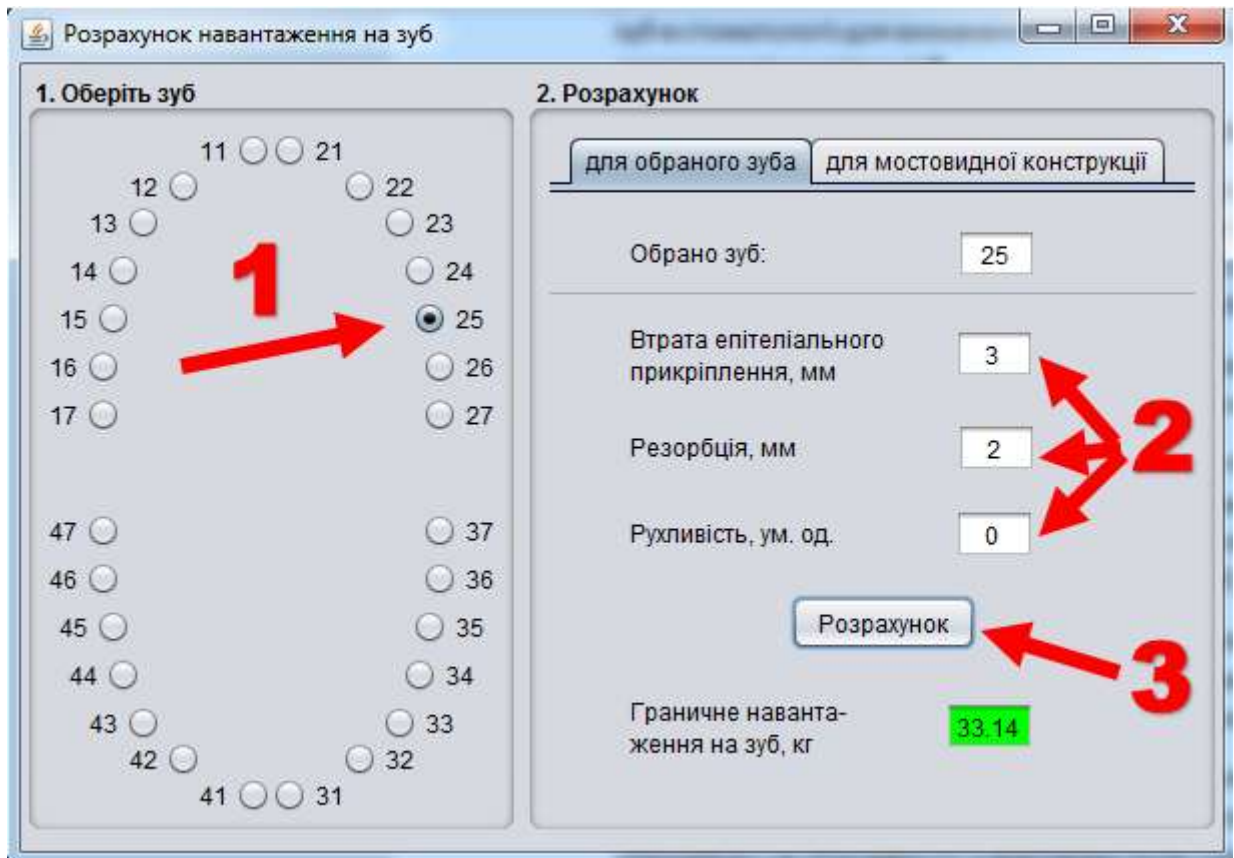 Розрахунок навантаження на зуб
1. Оберіть зуб
11 21
12 22
13 23
14 24
15 25
16 26
17 27
47 37
46 36
45 35
44 34
43 33
42 32
41 31
1
2. Розрахунок
для обраного зуба для мостовидної конструкції
Обрано зуб: 25
Втрата епітеліального
прикріплення, мм 3
Резорбція, мм 2
Рухливість, ум. од. 0
2
Розрахунок
3
Граничне наванта-
ження на зуб, кг 33.14